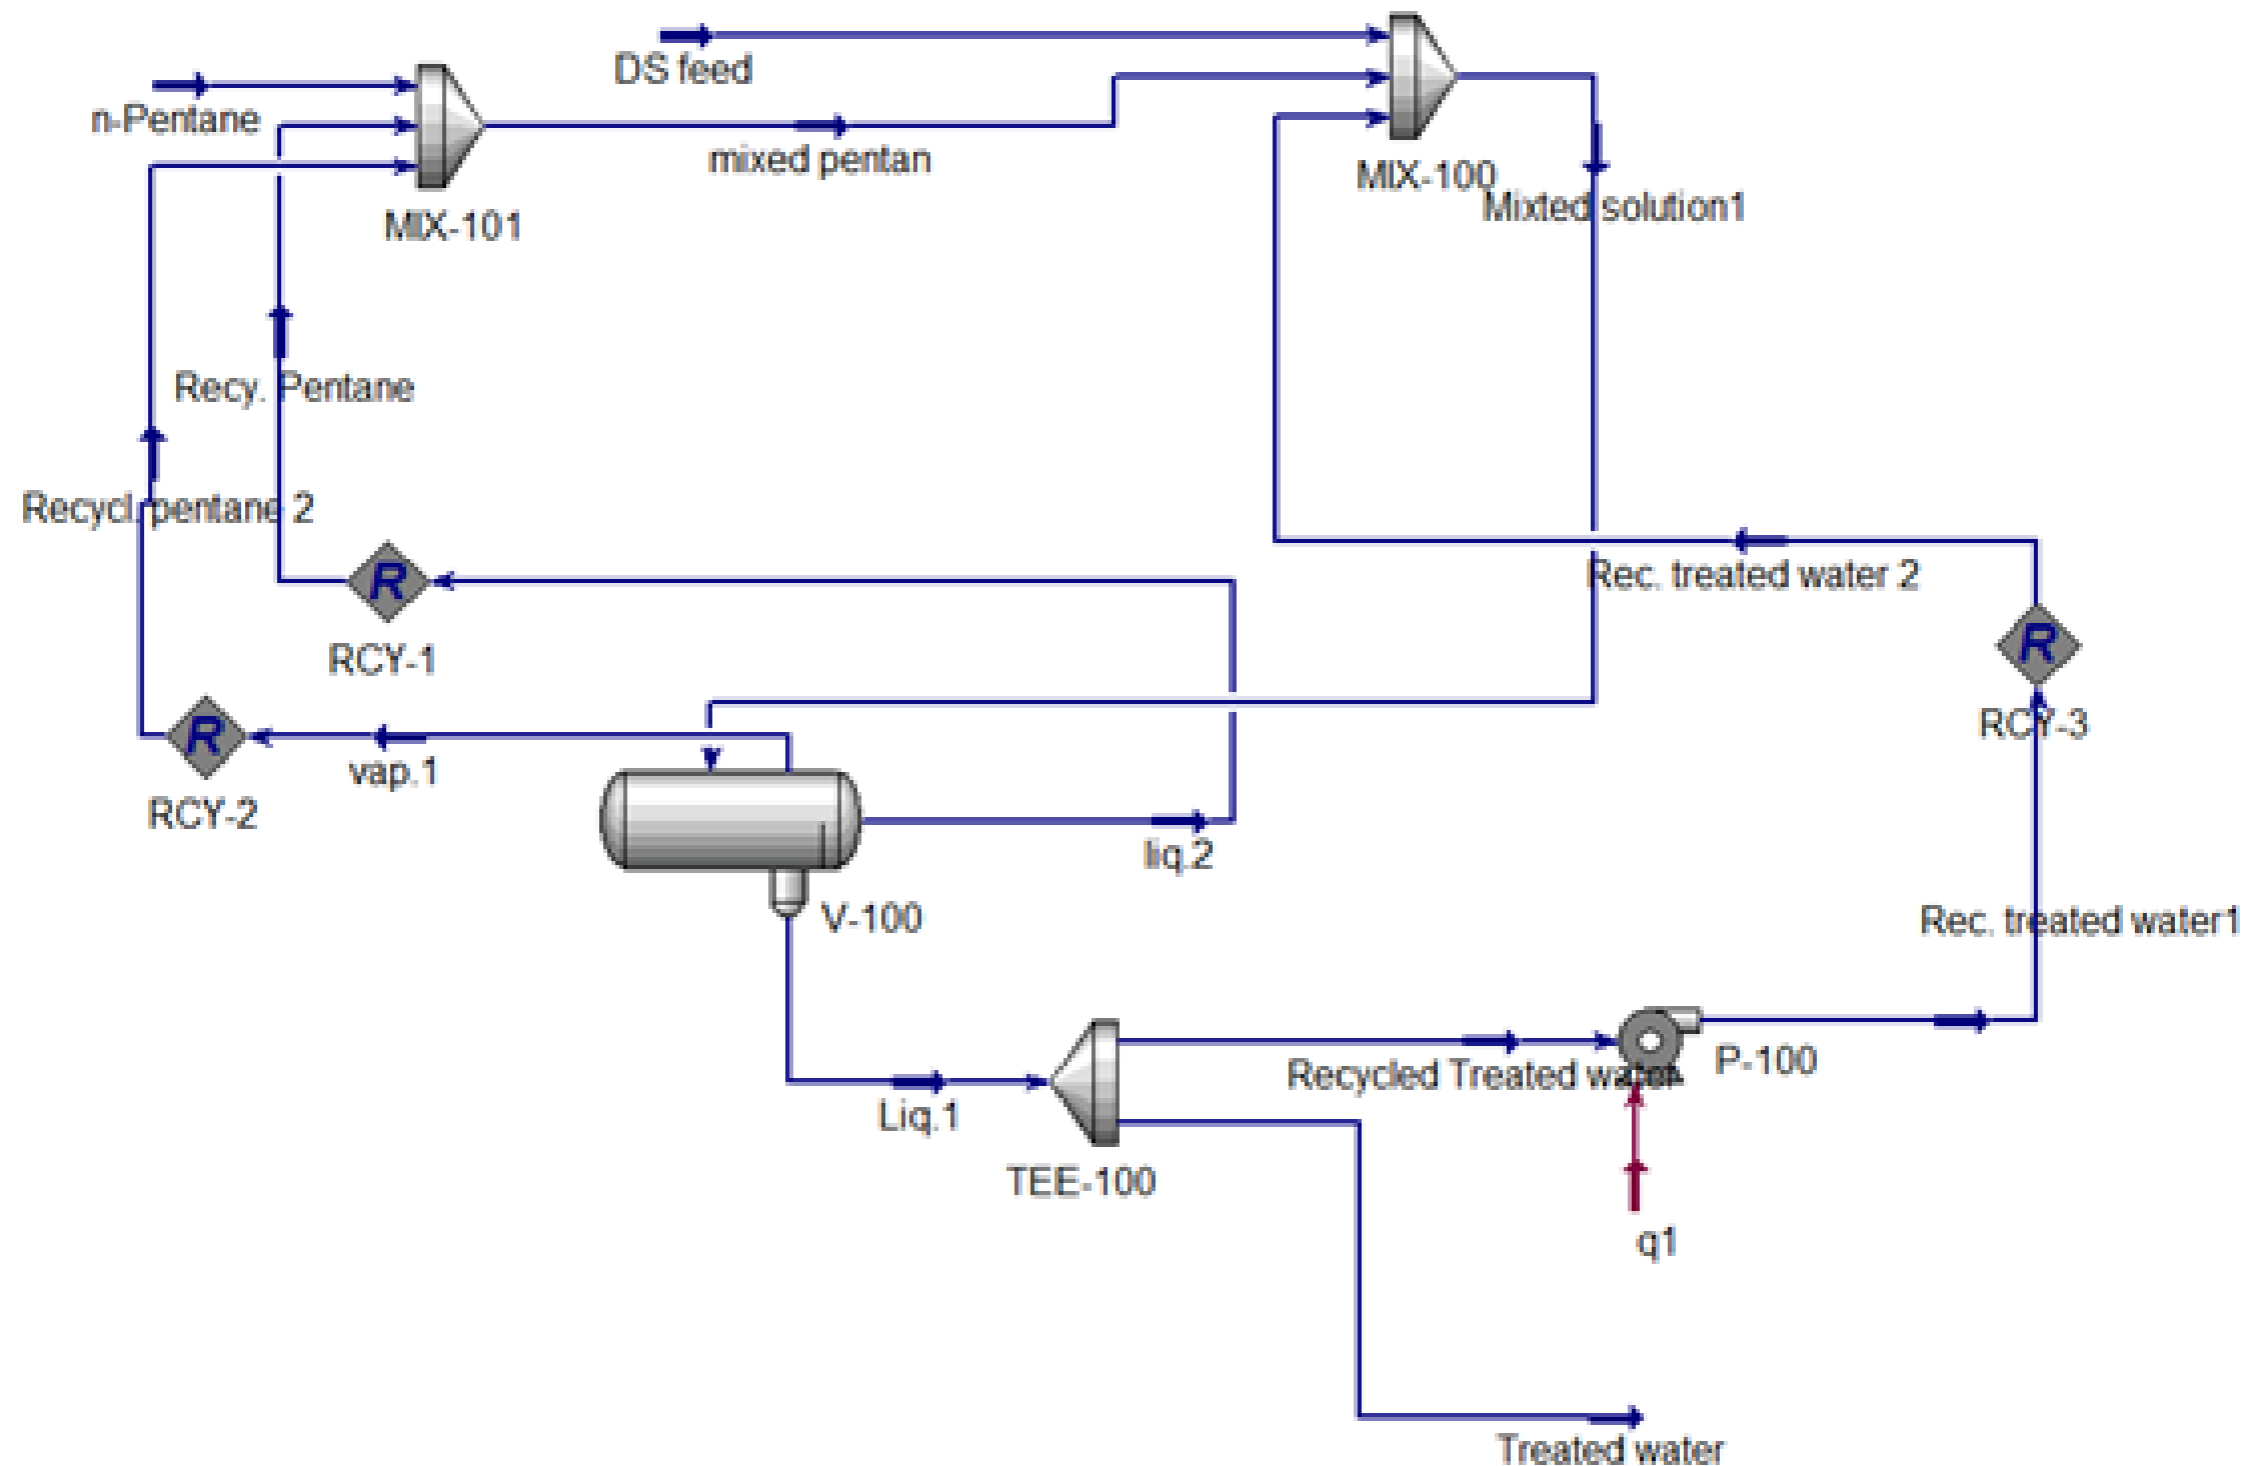 DS feed
n-Pentane
mixed pentan
MIX-100
Mixted solution1
MIX-101
Recy. Pentane
Recycl. pentane 2
R
RCY-1
Rec. treated water 2
R
RCY-3
R
RCY-2
vap.1
liq.2
V-100
Rec. treated water1
Recycled Treated water
P-100
Liq.1
TEE-100
q1
Treated water